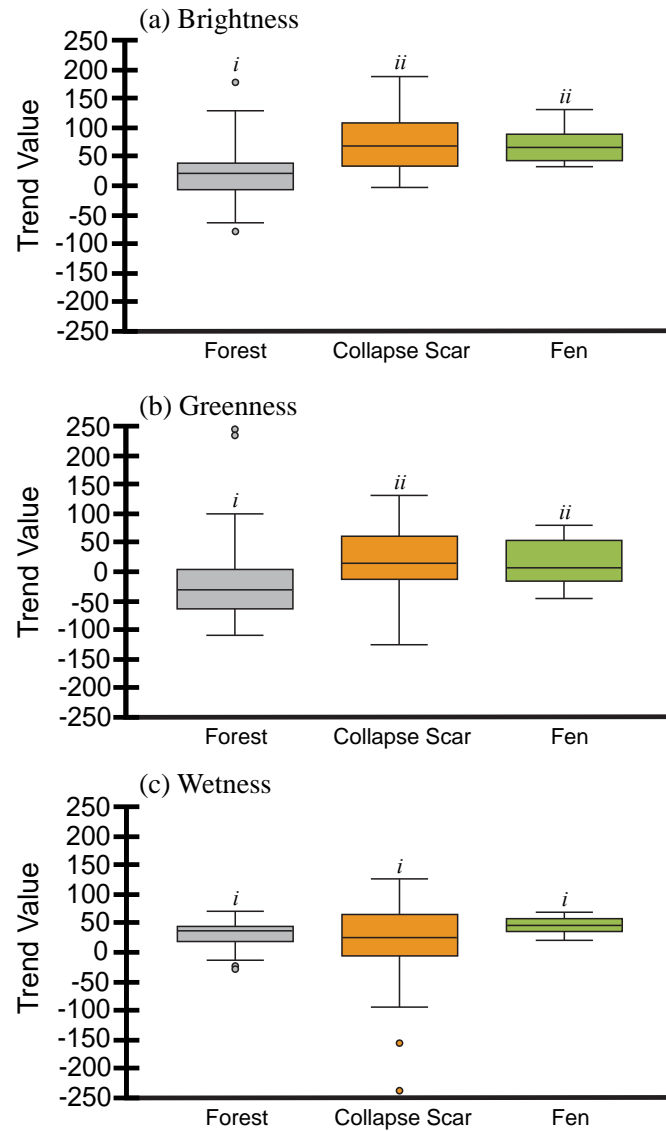 (a) Brightness
250
200
150
100
50
0
-50
-100
-150
-200
-250
Trend Value
i
ii
ii
Forest Collapse Scar Fen
(b) Greenness
250
200
150
100
50
0
-50
-100
-150
-200
-250
Trend Value
i
ii
ii
Forest Collapse Scar Fen
(c) Wetness
250
200
150
100
50
0
-50
-100
-150
-200
-250
Trend Value
i
i
i
Forest Collapse Scar Fen